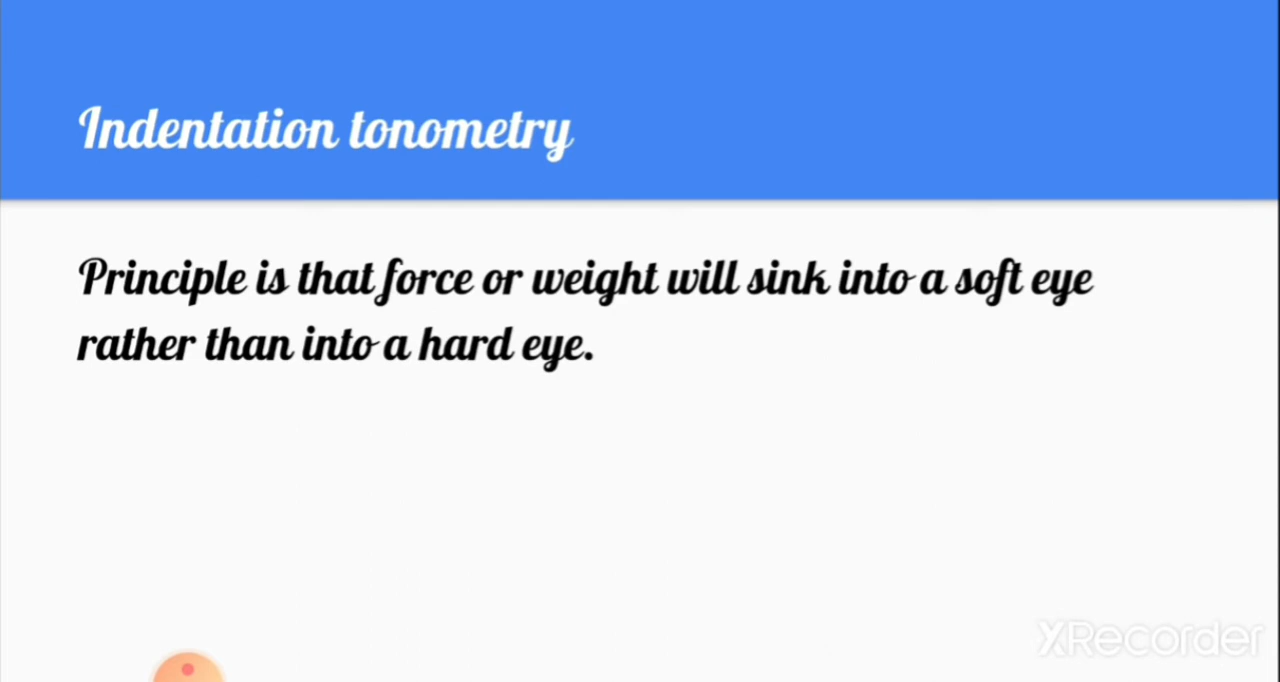 Indentation tonometry
Principle is that force or weight will sink into a soft eye
rather than into a hard eye.
XRecorder